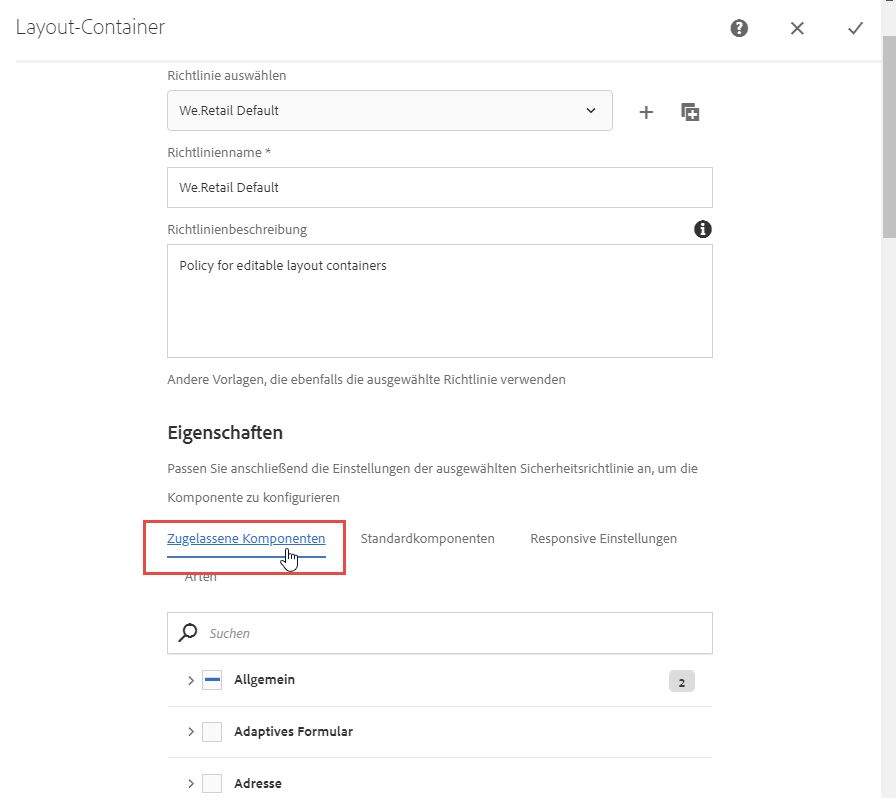 Layout-Container
Richtlinie auswählen
We.Retail Default
Richtlinienname *
We.Retail Default
Richtlinienbeschreibung
Policy for editable layout containers
Andere Vorlagen, die ebenfalls die ausgewählte Richtlinie verwenden
Eigenschaften
Passen Sie anschließend die Einstellungen der ausgewählten Sicherheitsrichtlinie an, um die
Komponente zu konfigurieren
Zugelassene Komponenten Standardkomponenten Responsive Einstellungen
Arten
Suchen
Allgemein 2
Adaptives Formular
Adresse